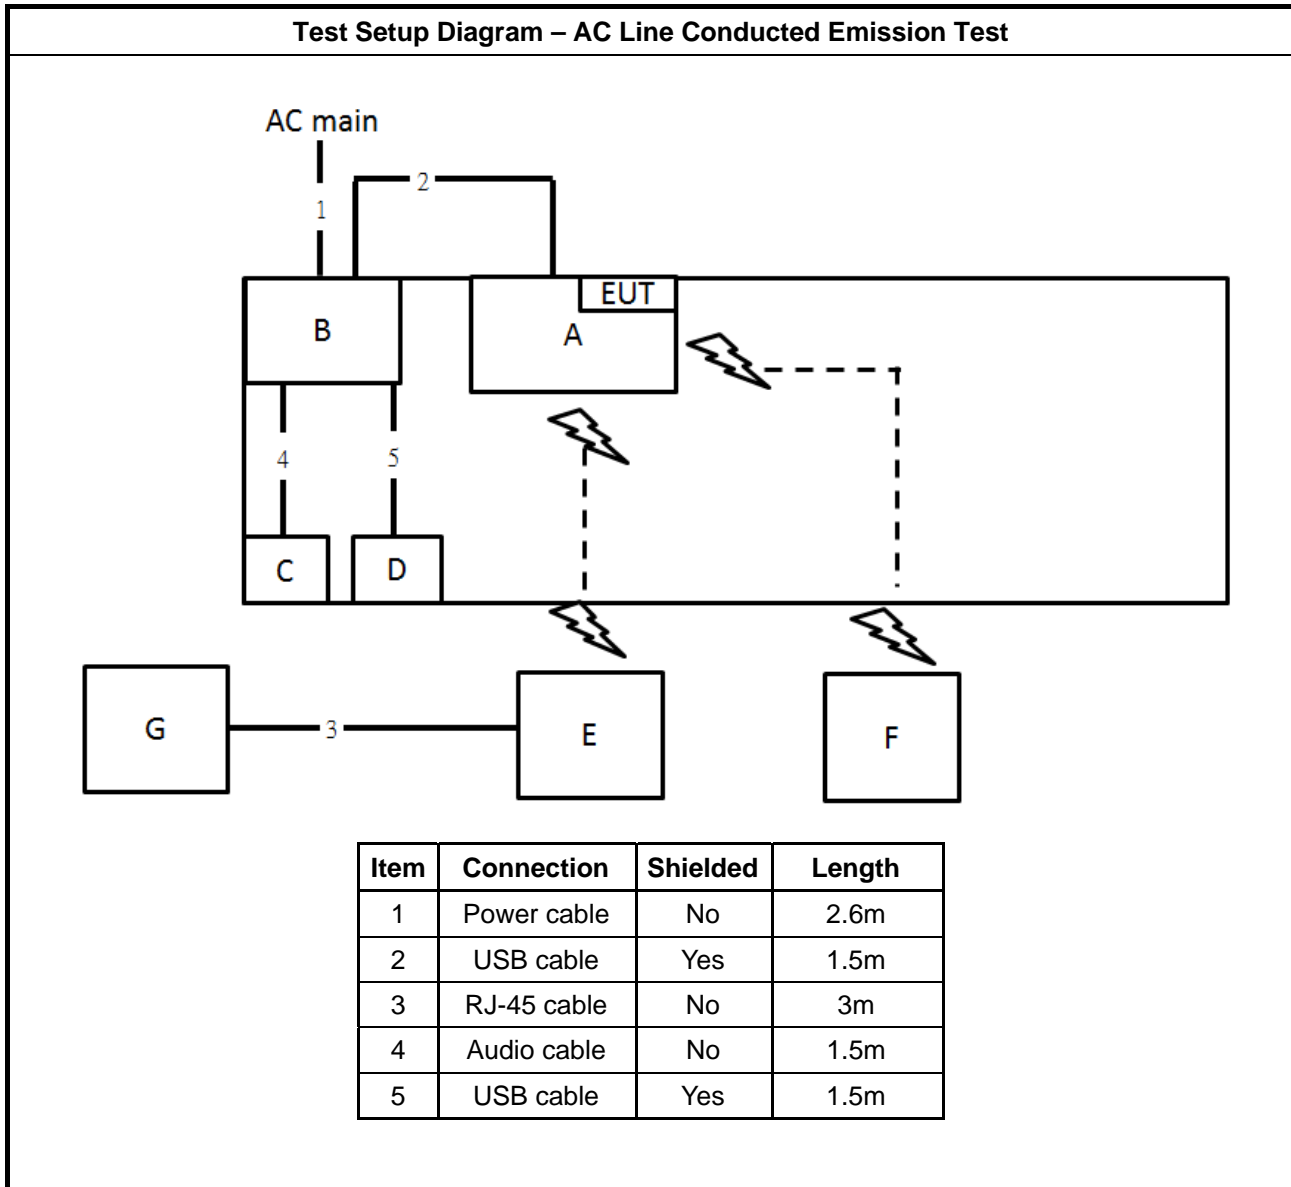 Test Setup Diagram – AC Line Conducted Emission Test
AC main
2
1
EUT
B
A
4
5
C
D
G
3
E
F
Item Connection Shielded Length
1 Power cable No 2.6m
2 USB cable Yes 1.5m
3 RJ-45 cable No 3m
4 Audio cable No 1.5m
5 USB cable Yes 1.5m